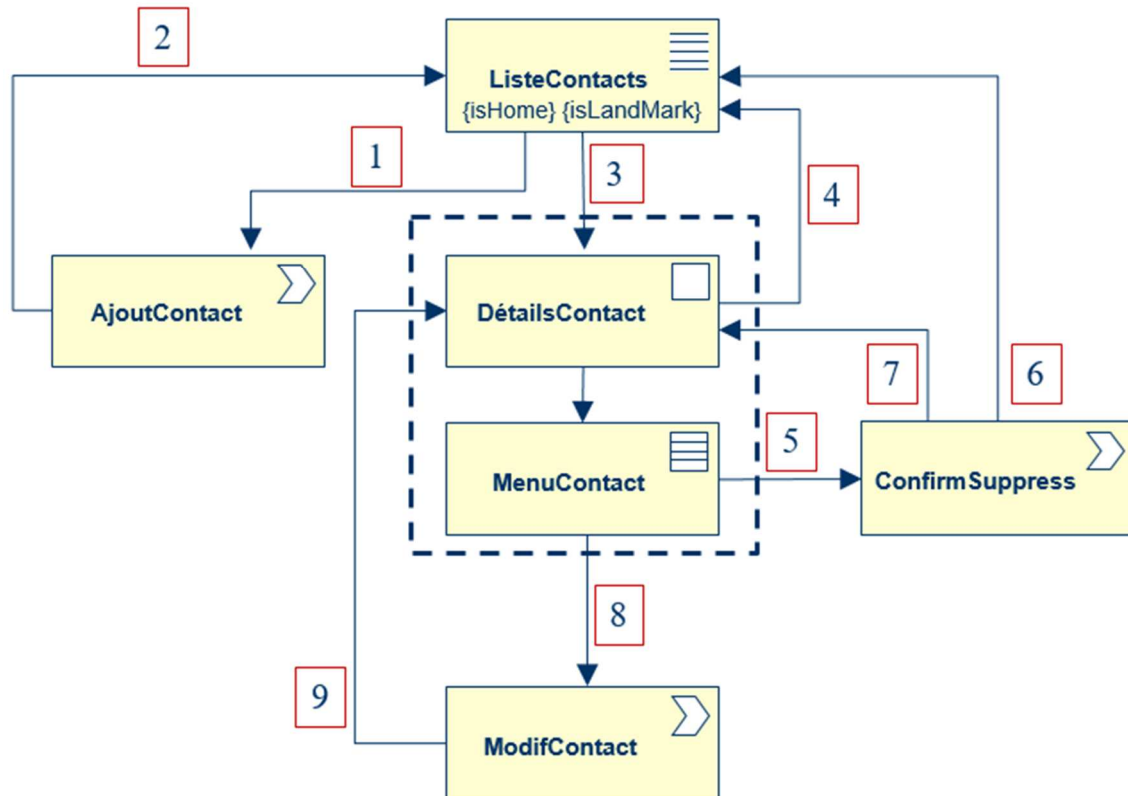 2
ListeContacts
{isHome} {isLandMark}
1
3
4
AjoutContact
DétailsContact
7
6
MenuContact
5
ConfirmSuppress
8
9
ModifContact